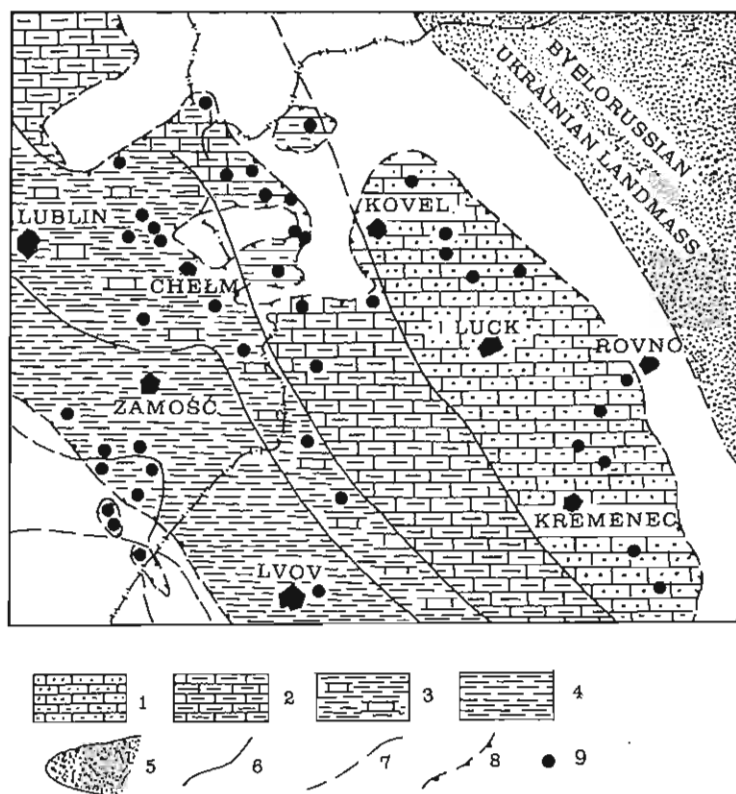 BYELORUSSIAN
UKRAINIAN LANDMASS
LUBLIN
KOVEL
CHEŁM
LUCK
ROVNO
ZAMOŚĆ
KREMENEC
LVOV
1 2 3 4
5 6 7 8 9